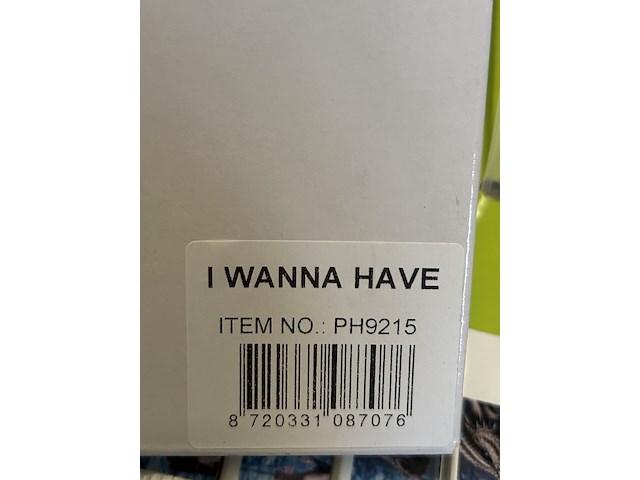 I WANNA HAVE
ITEM NO.: PH9215
8 720331 087076